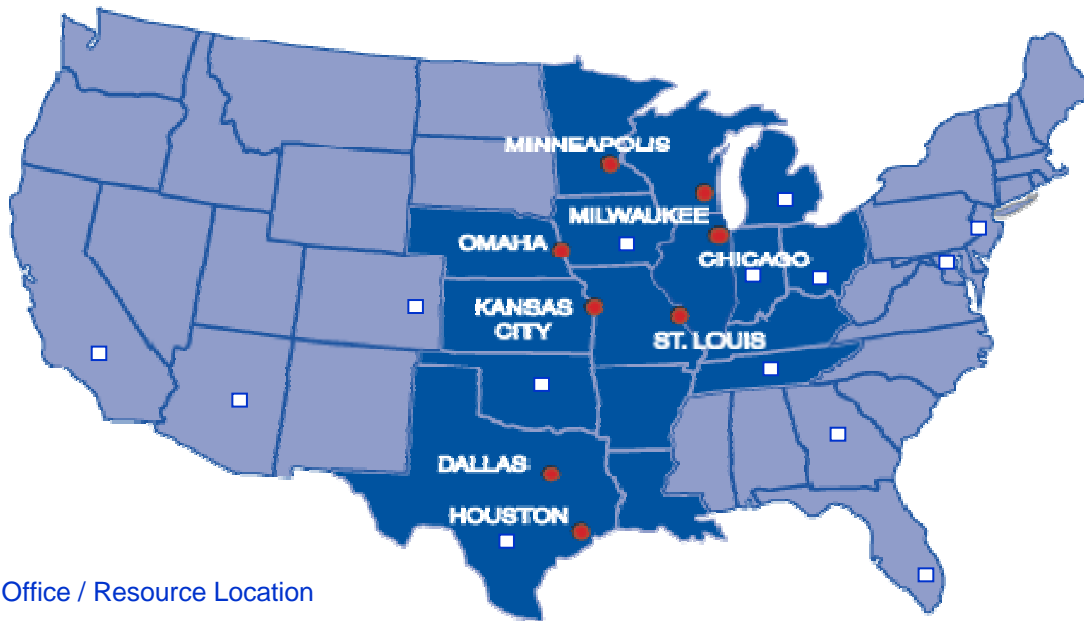 MINNEAPOLIS
MILWAUKEE
OMAHA
CHICAGO
KANSAS
CITY
ST. LOUIS
DALLAS
HOUSTON
Office / Resource Location